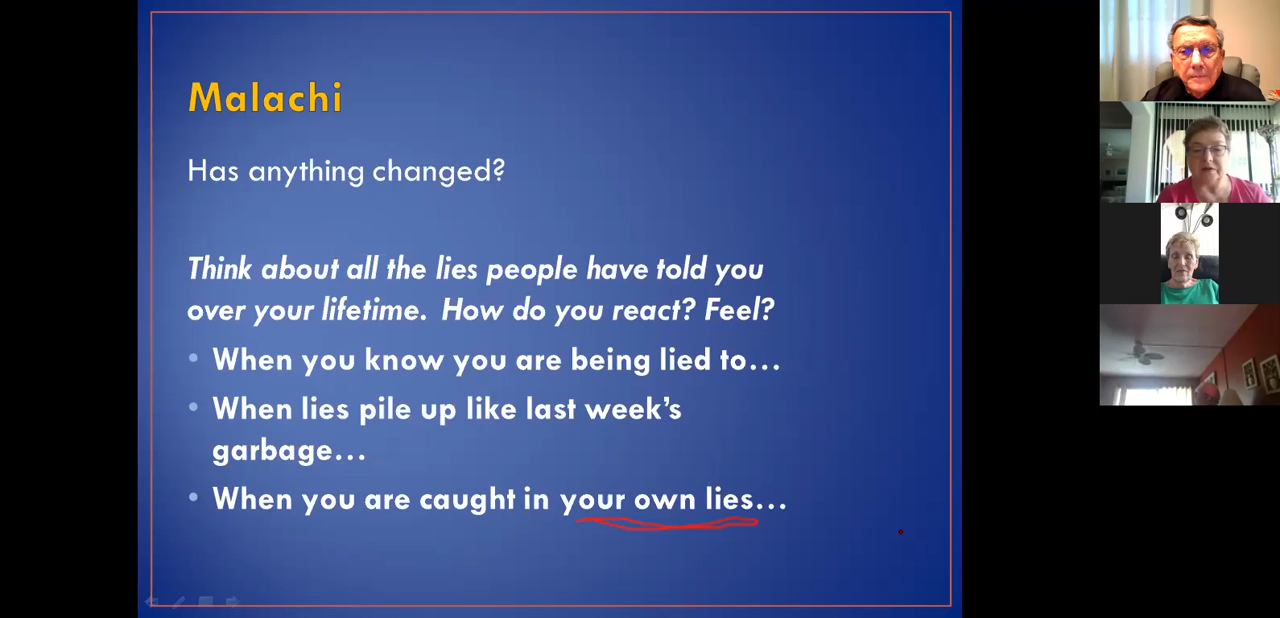 Malachi
Has anything changed?
Think about all the lies people have told you
over your lifetime.  How do you react? Feel?
• When you know you are being lied to…
• When lies pile up like last week’s
garbage…
• When you are caught in your own lies…